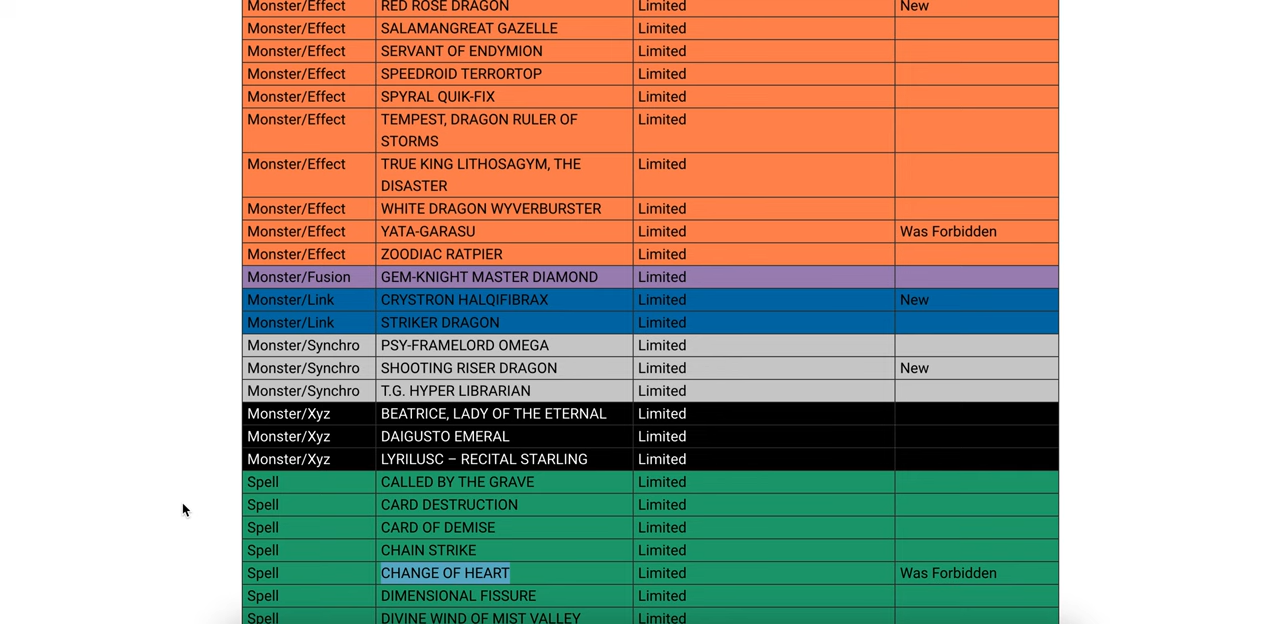 Monster/Effect RED ROSE DRAGON Limited New
Monster/Effect SALAMANGREAT GAZELLE Limited
Monster/Effect SERVANT OF ENDYMION Limited
Monster/Effect SPEEDROID TERRORTOP Limited
Monster/Effect SPYRAL QUIK-FIX Limited
Monster/Effect TEMPEST, DRAGON RULER OF Limited
STORMS
Monster/Effect TRUE KING LITHOSAGYM, THE Limited
DISASTER
Monster/Effect WHITE DRAGON WYVERBURSTER Limited
Monster/Effect YATA-GARASU Limited Was Forbidden
Monster/Effect ZOODIAC RATPIER Limited
Monster/Fusion GEM-KNIGHT MASTER DIAMOND Limited
Monster/Link CRYSTRON HALQIFIBRAX Limited New
Monster/Link STRIKER DRAGON Limited
Monster/Synchro PSY-FRAMELORD OMEGA Limited
Monster/Synchro SHOOTING RISER DRAGON Limited New
Monster/Synchro T.G. HYPER LIBRARIAN Limited
Monster/Xyz BEATRICE, LADY OF THE ETERNAL Limited
Monster/Xyz DAIGUSTO EMERAL Limited
Monster/Xyz LYRILUSC – RECITAL STARLING Limited
Spell CALLED BY THE GRAVE Limited
Spell CARD DESTRUCTION Limited
Spell CARD OF DEMISE Limited
Spell CHAIN STRIKE Limited
Spell CHANGE OF HEART Limited Was Forbidden
Spell DIMENSIONAL FISSURE Limited
Spell DIVINE WIND OF MIST VALLEY Limited